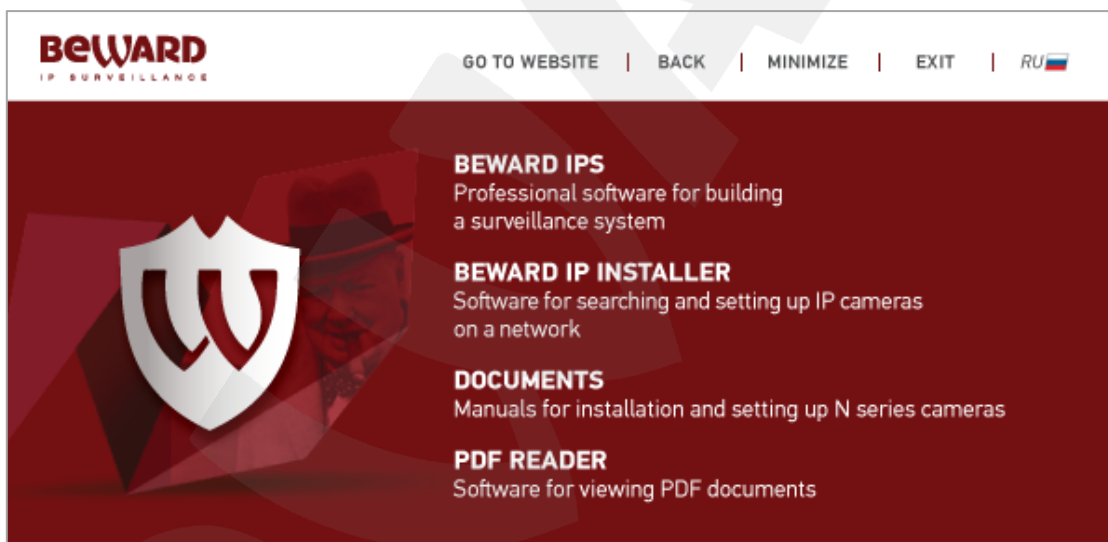 BEWARD
IP SURVEILLANCE
GO TO WEBSITE | BACK | MINIMIZE | EXIT | RU
BEWARD IPS
Professional software for building
a surveillance system
BEWARD IP INSTALLER
Software for searching and setting up IP cameras
on a network
DOCUMENTS
Manuals for installation and setting up N series cameras
PDF READER
Software for viewing PDF documents